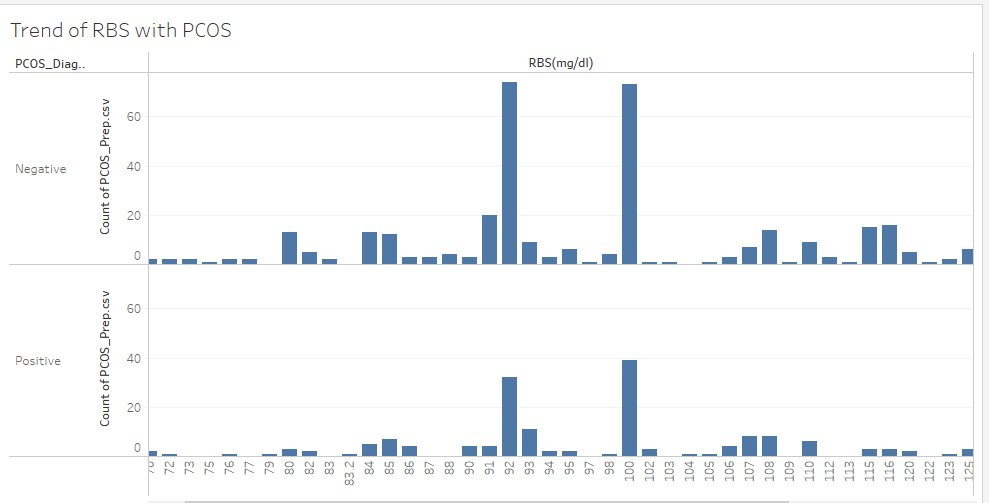 Trend of RBS with PCOS
PCOS_Diag..
RBS(mg/dl)
Negative
Count of PCOS_Prep.csv
60
40
20
0
Positive
Count of PCOS_Prep.csv
60
40
20
0
72 73 75 76 77 79 80 82 83 83.2 84 85 86 87 88 90 91 92 93 94 95 97 98 100 102 103 104 105 106 107 108 109 110 112 113 115 116 120 122 123 125